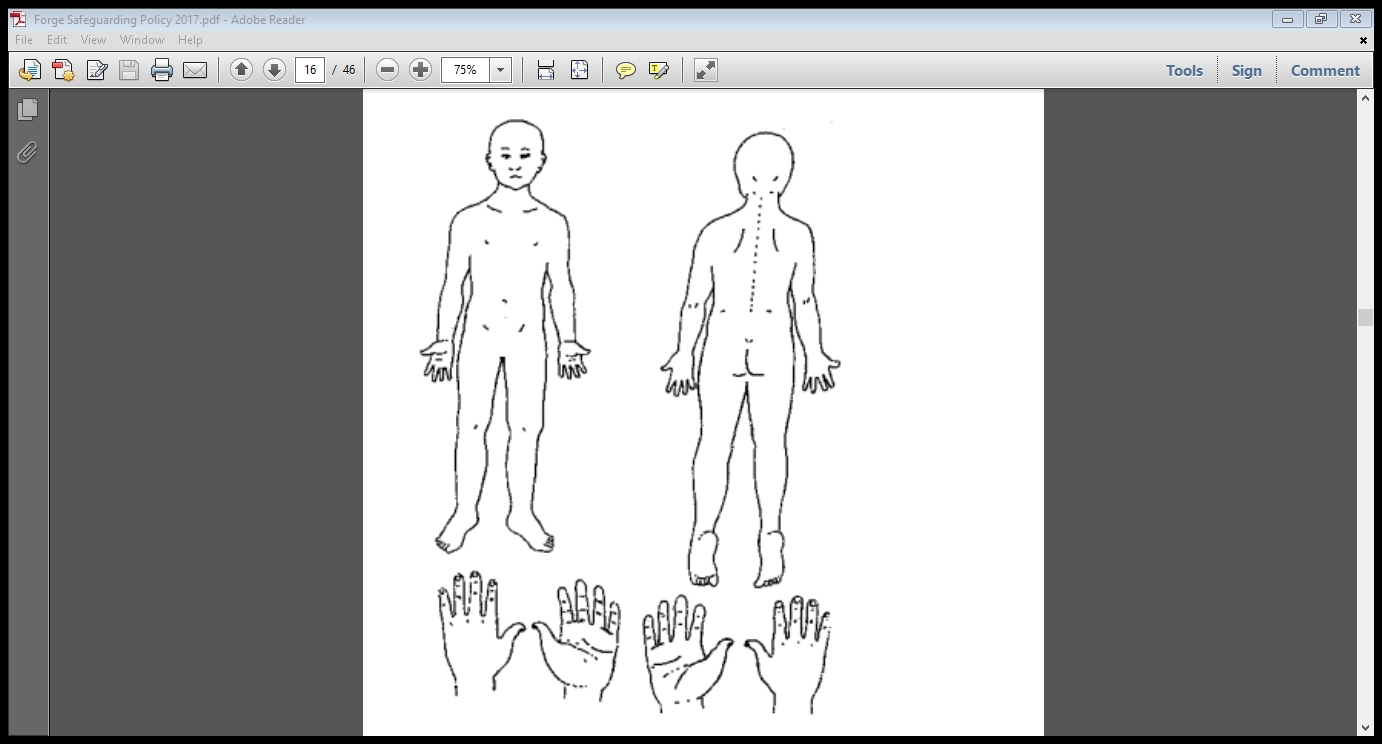 Forge Safeguarding Policy 2017.pdf - Adobe Reader
File Edit View Window Help
16 / 46 75% Tools Sign Comment